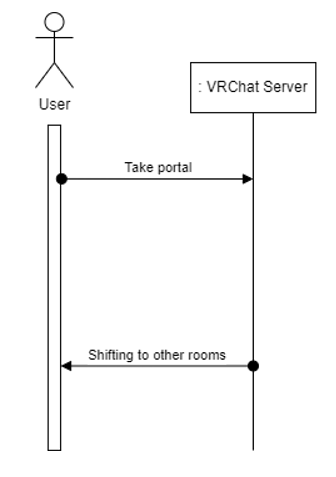 User
: VRChat Server
Take portal
Shifting to other rooms